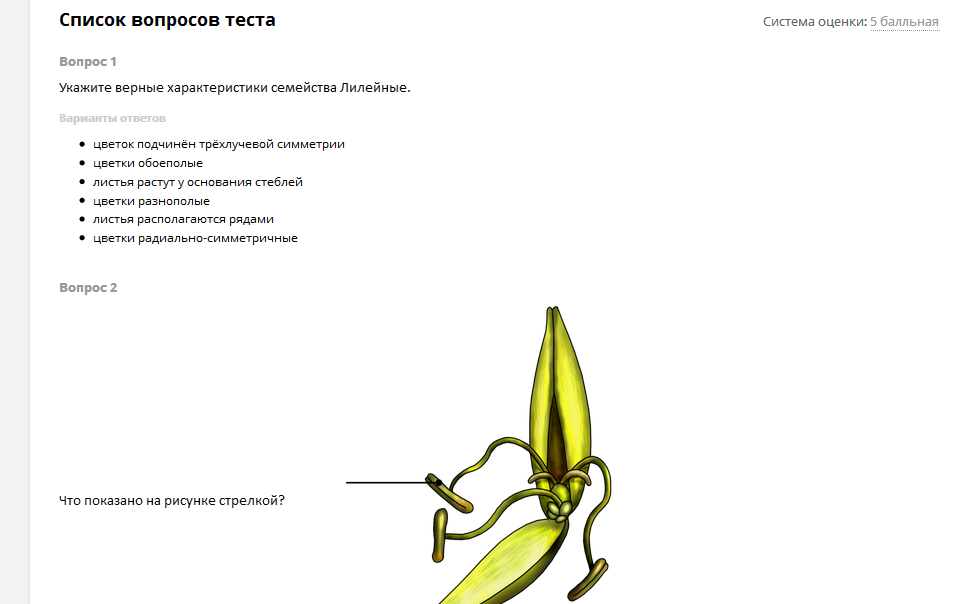 Список вопросов теста
Система оценки: 5 балльная
Вопрос 1
Укажите верные характеристики семейства Лилейные.
Варианты ответов
цветок подчинён трёхлучевой симметрии
цветки обоеполые
листья растут у основания стеблей
цветки разнополые
листья располагаются рядами
цветки радиально-симметричные
Вопрос 2
Что показано на рисунке стрелкой?